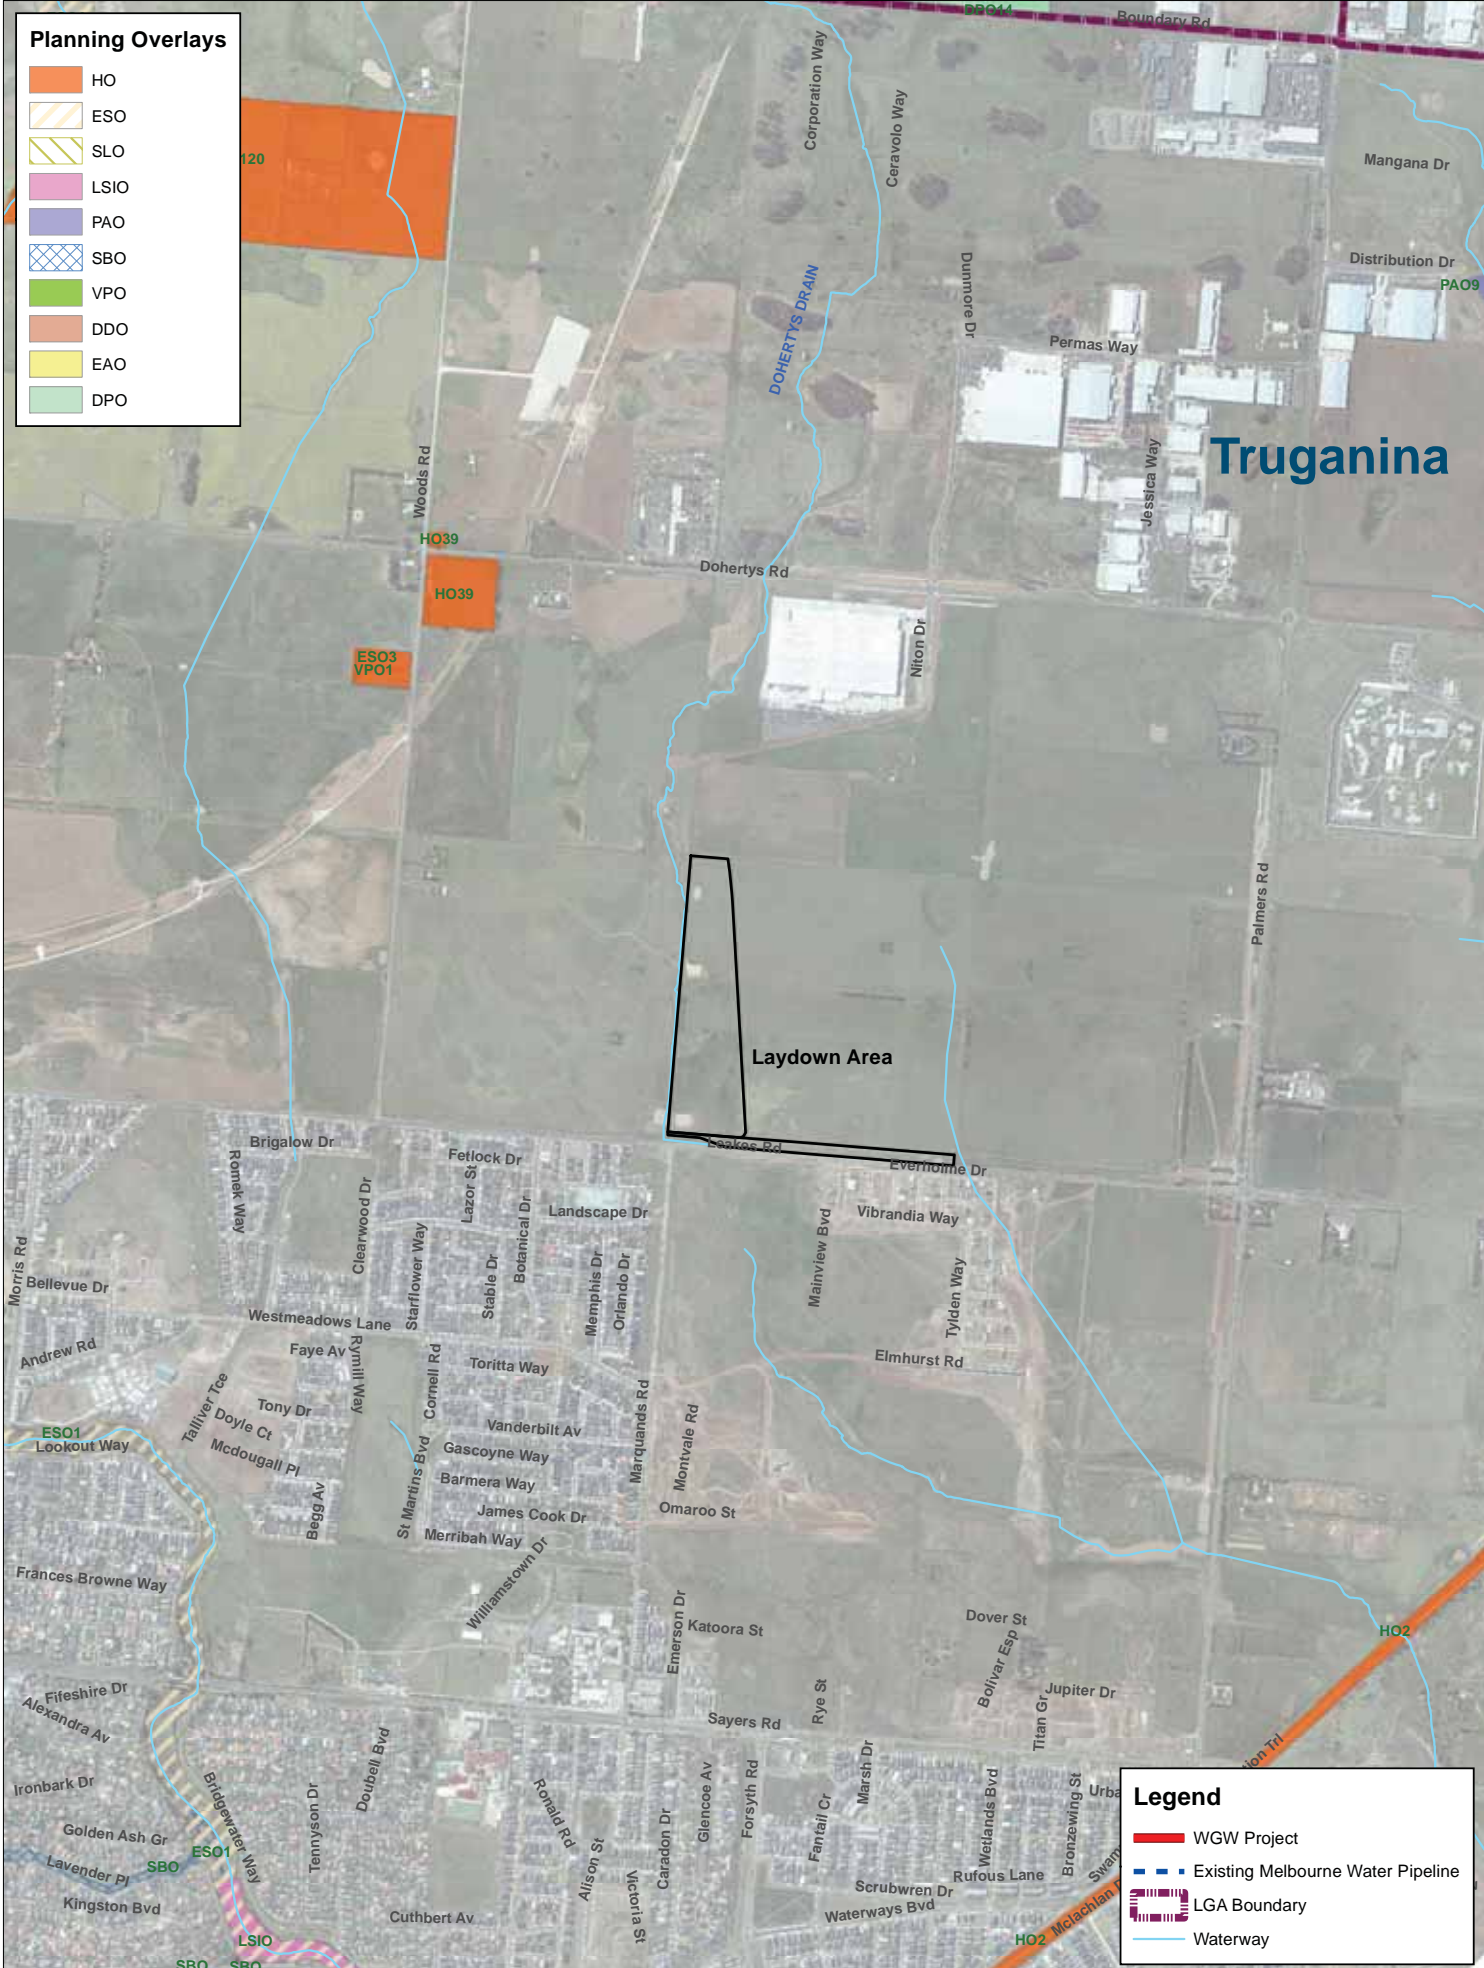 Planning Overlays
HO
ESO
SLO
LSIO
PAO
SBO
VPO
DDO
EAO
DPO
DPO14
Boundary Rd
Corporation Way
Ceravolo Way
120
Mangana Dr
Distribution Dr
PAO9
DOHERTYS DRAIN
Dunmore Dr
Permas Way
Truganina
Woods Rd
Jessica Way
HO39
Dohertys Rd
HO39
Niton Dr
ESO3
VPO1
Palmers Rd
Laydown Area
Leakes Rd
Everholme Dr
Brigalow Dr
Romek Way
Fetlock Dr
Lazor St
Clearwood Dr
Botanical Dr
Landscape Dr
Vibrandia Way
Mainview Bvd
Morris Rd
Bellevue Dr
Starflower Way
Stable Dr
Memphis Dr
Orlando Dr
Tylden Way
Westmeadows Lane
Andrew Rd
Faye Av
Rymill Way
Toritta Way
Elmhurst Rd
Cornell Rd
Talliver Tce
Tony Dr
Doyle Ct
Marquands Rd
Montvale Rd
ESO1
Lookout Way
Mcdougall Pl
Vanderbilt Av
Gascoyne Way
St Martins Bvd
Barmera Way
Begg Av
James Cook Dr
Omaroo St
Merribah Way
Williamstown Dr
Frances Browne Way
Emerson Dr
Katoora St
Dover St
Bolivar Esp
HO2
Fifeshire Dr
Alexandra Av
Rye St
Jupiter Dr
Titan Gr
Sayers Rd
Doubell Bvd
Marsh Dr
tion Trl
Ironbark Dr
Bridgewater Way
Tennyson Dr
Ronald Rd
Glencoe Av
Forsyth Rd
Fantail Cr
Wetlands Bvd
Bronzewing St
Urba
Golden Ash Gr
ESO1
SBO
Lavender Pl
Alison St
Caradon Dr
Victoria St
Scrubwren Dr
Rufous Lane
Swam
Kingston Bvd
Cuthbert Av
Waterways Bvd
Mclachlan D
HO2
LSIO
SBO
SBO
Legend
WGW Project
Existing Melbourne Water Pipeline
LGA Boundary
Waterway